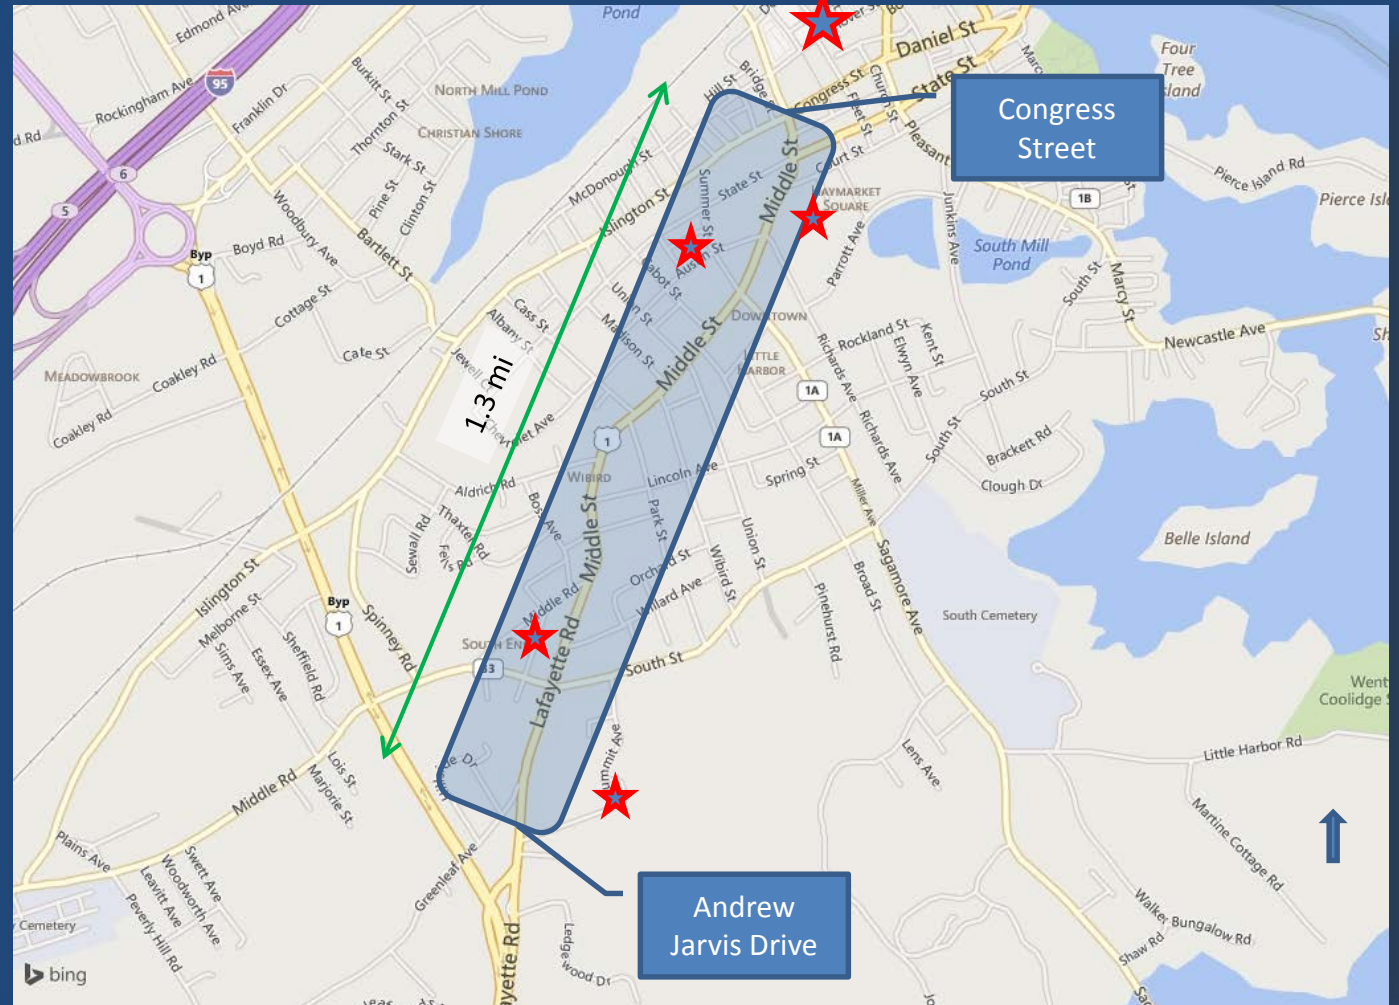 Pond
Edmond Ave
Daniel St
State St
Congress St
Church St
Fleet St
Court St
Pleasant
Bridge
Hill St
Four
Tree
Island
Congress
Street
95
Rockingham Ave
Franklin Dr
Burkitt St
Thornton St
NORTH MILL POND
CHRISTIAN SHORE
Stark St
Pine St
Clinton St
McDonough St
Islington St
Summer St
State St
Middle St
HAYMARKET
SQUARE
Pierce Island Rd
1B
6
5
Woodbury Ave
Boyd Rd
Bartlett St
Byp
1
Cottage St
Cate St
Austin St
Cabot St
Union St
Madison St
Cass St
Albany St
Parrott Ave
Junkins Ave
South Mill
Pond
South St
Marcy St
Newcastle Ave
DOWNTOWN
LITTLE
HARBOR
Middle St
Rockland St
Kent St
Elwyn Ave
Richards Ave
South St
1A
MEADOWBROOK
Coakley Rd
Coakley Rd
1.3 mi
1
1A
Richards Ave
South St
Brackett Rd
Clough Dr
Aldrich Rd
WIBIRD
Lincoln Ave
Spring St
Miller Ave
Sewall Rd
Thaxter Rd
Park St
Union St
Middle St
Orchard St
Willard Ave
Wibird St
Belle Island
Islington St
Melborne St
Sims Ave
Essex Ave
Sheffield Rd
Byp
1
Spinney Rd
Middle Rd
33
Lafayette Rd
South St
Pinehurst Rd
Broad St
Sagamore Ave
South Cemetery
Lois St
Marjorie St
Middle Rd
Summit Ave
Lens Ave
Little Harbor Rd
Martine Cottage Rd
Plains Ave
Swett Ave
Woodworth Ave
Leavitt Ave
Peverly Hill Rd
Greenleaf Ave
Andrew
Jarvis Drive
Ledgewood Dr
Walker Bungalow Rd
Shaw Rd
Cemetery
bing